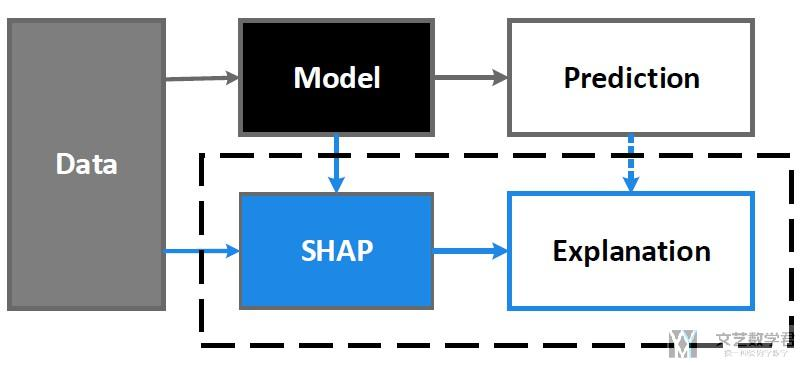 Model
Prediction
Data
SHAP
Explanation
文艺数学君